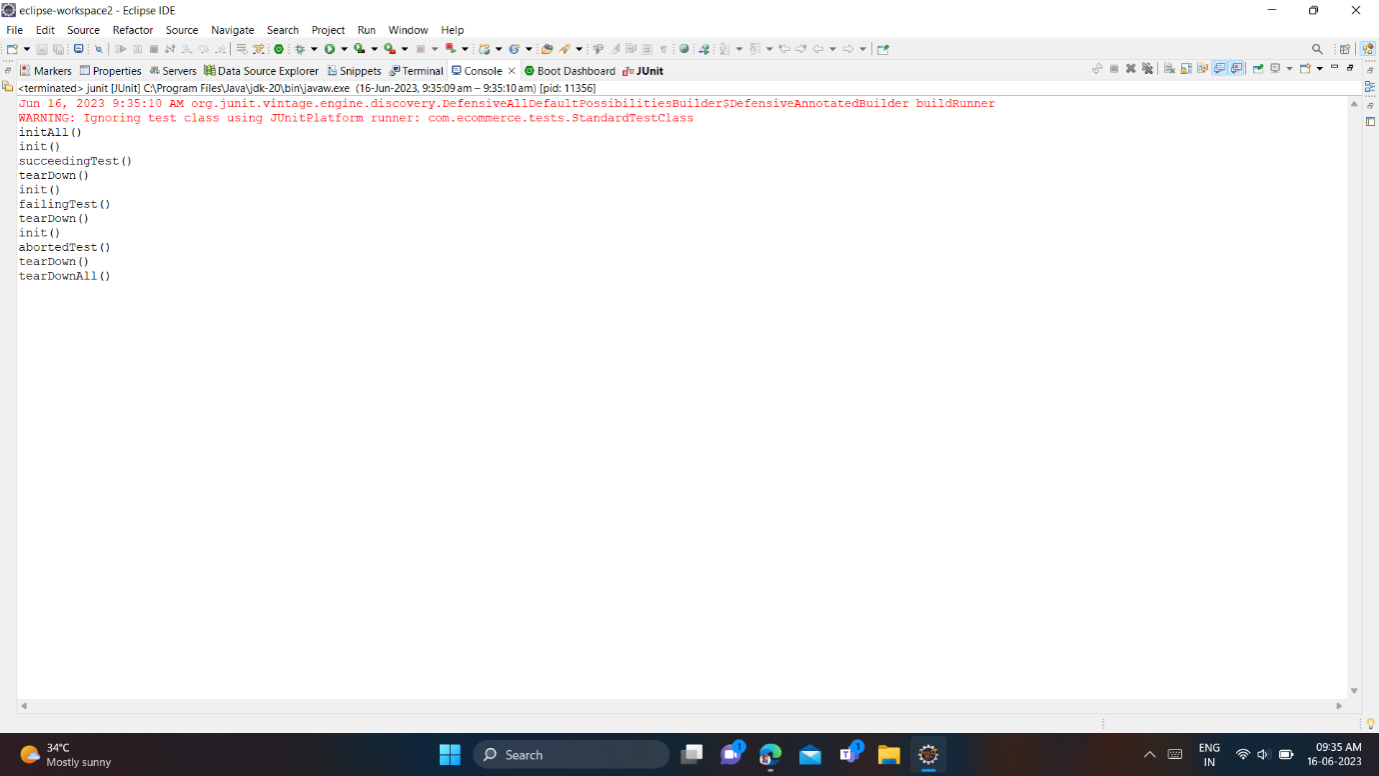 eclipse-workspace2 - Eclipse IDE
File Edit Source Refactor Source Navigate Search Project Run Window Help
Markers Properties Servers Data Source Explorer Snippets Terminal Console Boot Dashboard JUnit
<terminated> junit [JUnit] C:\Program Files\Java\jdk-20\bin\javaw.exe (16-Jun-2023, 9:35:09 am – 9:35:10 am) [pid: 11356]
Jun 16, 2023 9:35:10 AM org.junit.vintage.engine.discovery.DefensiveAllDefaultPossibilitiesBuilder$DefensiveAnnotatedBuilder buildRunner
WARNING: Ignoring test class using JUnitPlatform runner: com.ecommerce.tests.StandardTestClass
initAll()
init()
succeedingTest()
tearDown()
init()
failingTest()
tearDown()
init()
abortedTest()
tearDown()
tearDownAll()
34°C
Mostly sunny
Search
1
1
ENG
IN
09:35 AM
16-06-2023